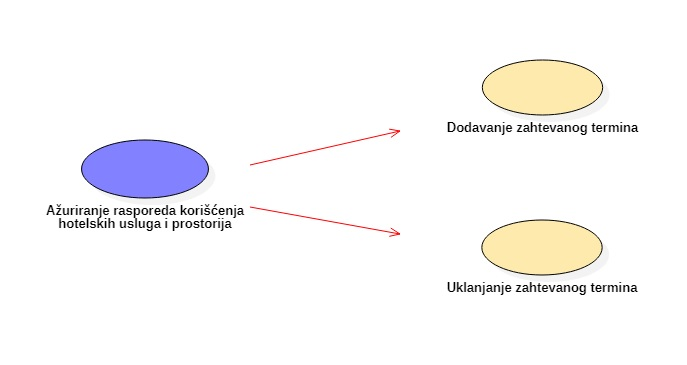 Dodavanje zahtevanog termina
Ažuriranje rasporeda korišćenja
hotelskih usluga i prostorija
Uklanjanje zahtevanog termina